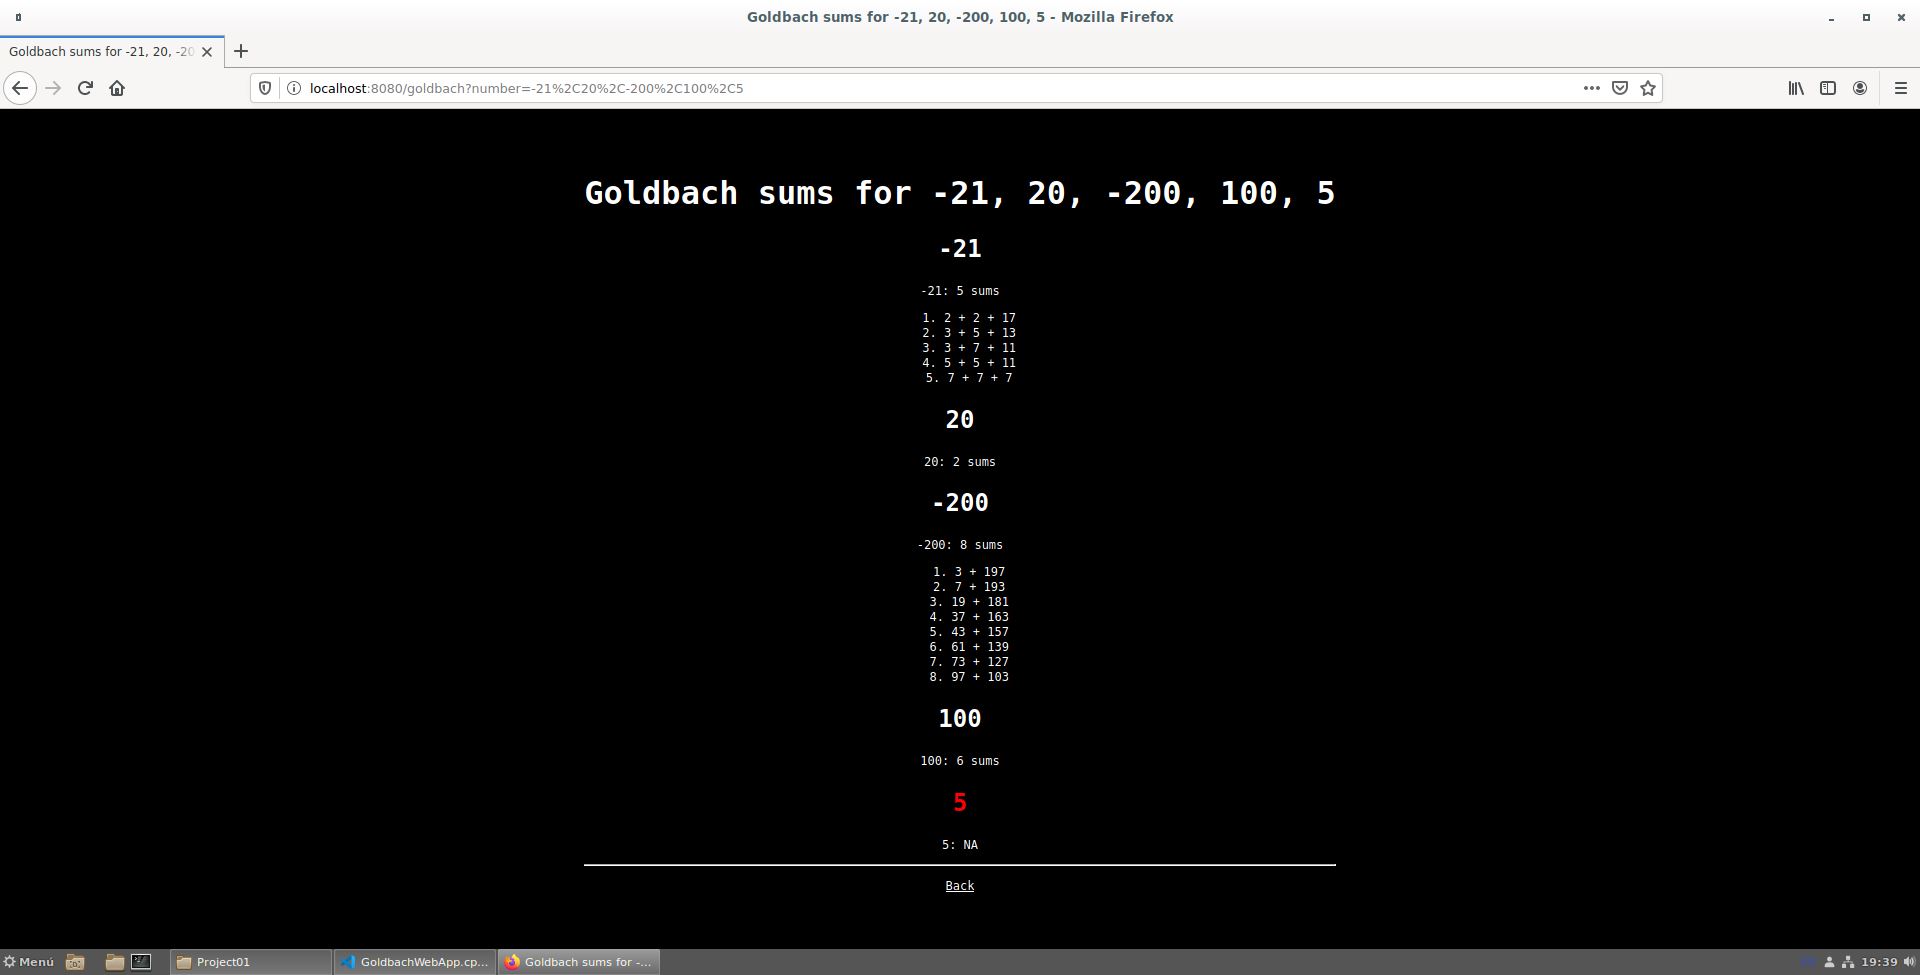 Goldbach sums for -21, 20, -200, 100, 5 - Mozilla Firefox
Goldbach sums for -21, 20, -20
localhost:8080/goldbach?number=-21%2C20%2C-200%2C100%2C5
Goldbach sums for -21, 20, -200, 100, 5
-21
-21: 5 sums
1. 2 + 2 + 17
2. 3 + 5 + 13
3. 3 + 7 + 11
4. 5 + 5 + 11
5. 7 + 7 + 7
20
20: 2 sums
-200
-200: 8 sums
1. 3 + 197
2. 7 + 193
3. 19 + 181
4. 37 + 163
5. 43 + 157
6. 61 + 139
7. 73 + 127
8. 97 + 103
100
100: 6 sums
5
5: NA
Back
Menú Project01 GoldbachWebApp.cp... Goldbach sums for -... 19:39